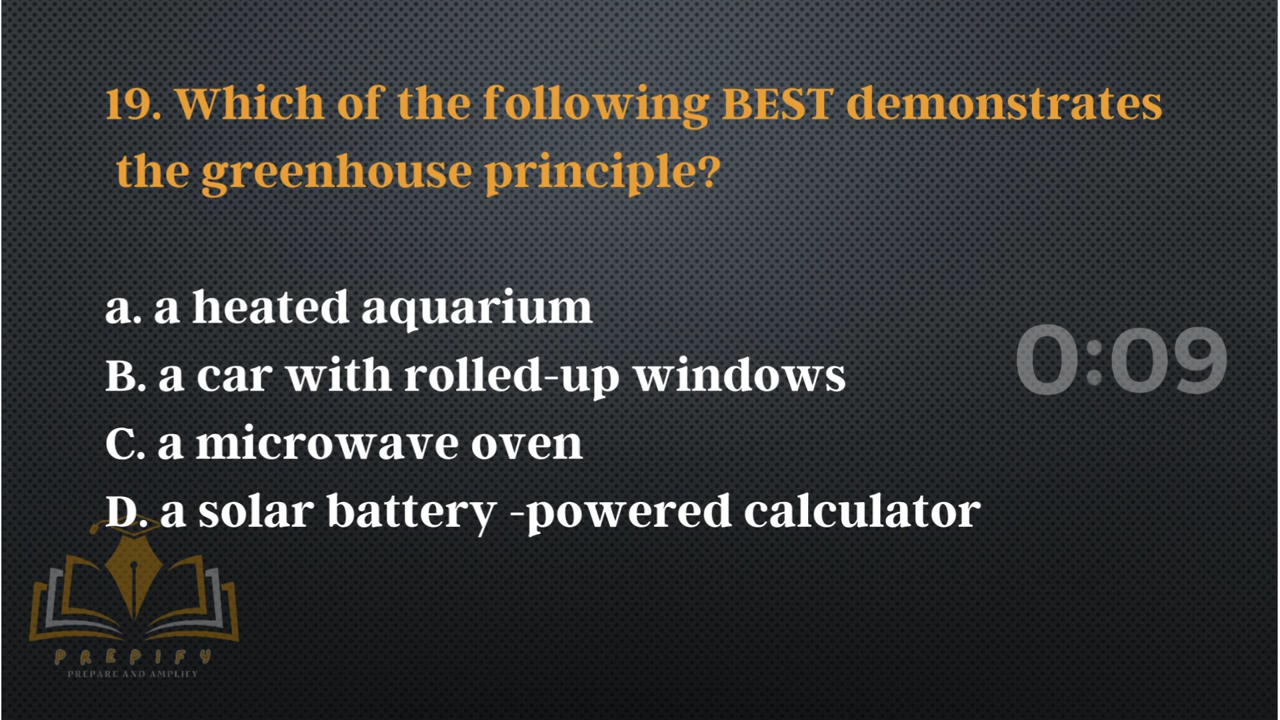 19. Which of the following BEST demonstrates
the greenhouse principle?
a. a heated aquarium
B. a car with rolled-up windows
0:09
C. a microwave oven
D. a solar battery -powered calculator
PREPIFY
PREPARE AND AMPLIFY